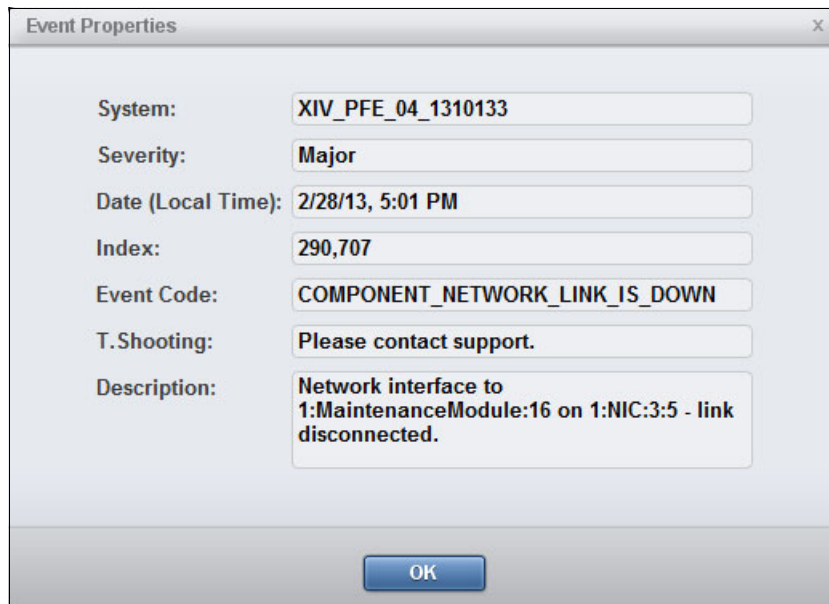 Event Properties x
System: XIV_PFE_04_1310133
Severity: Major
Date (Local Time): 2/28/13, 5:01 PM
Index: 290,707
Event Code: COMPONENT_NETWORK_LINK_IS_DOWN
T.Shooting: Please contact support.
Description: Network interface to
1:MaintenanceModule:16 on 1:NIC:3:5 - link
disconnected.
OK